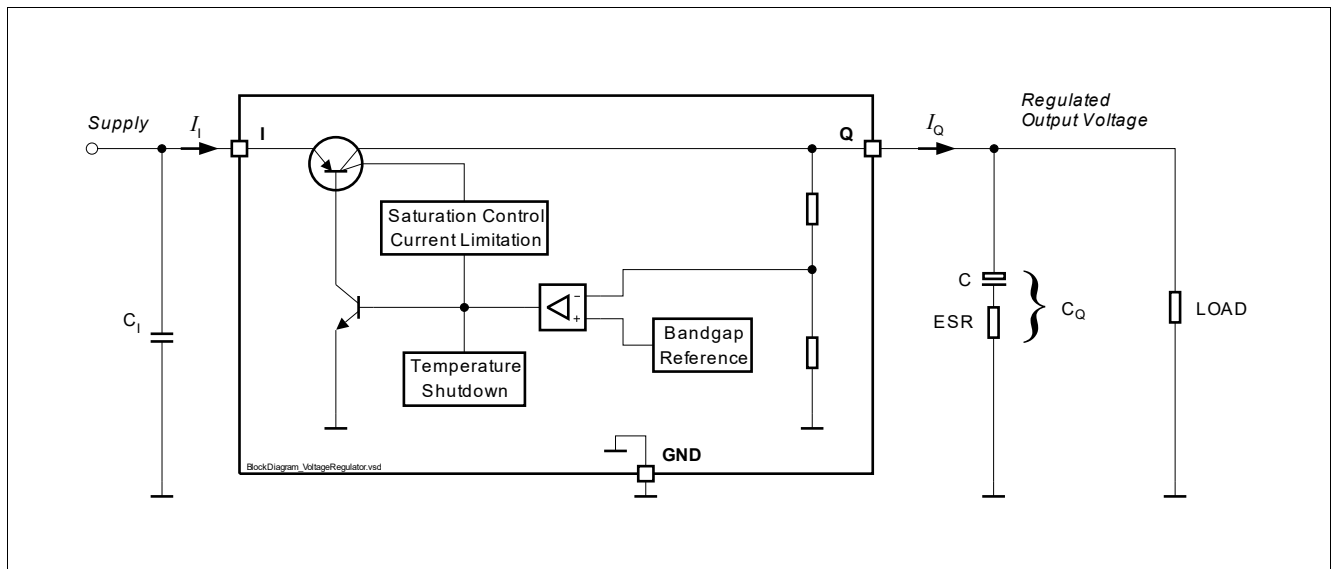 Supply
I_I
I
Q
I_Q
Regulated
Output Voltage
Saturation Control
Current Limitation
C_I
−
+
Bandgap
Reference
Temperature
Shutdown
C
ESR
}
C_Q
LOAD
GND
BlockDiagram_VoltageRegulator.vsd